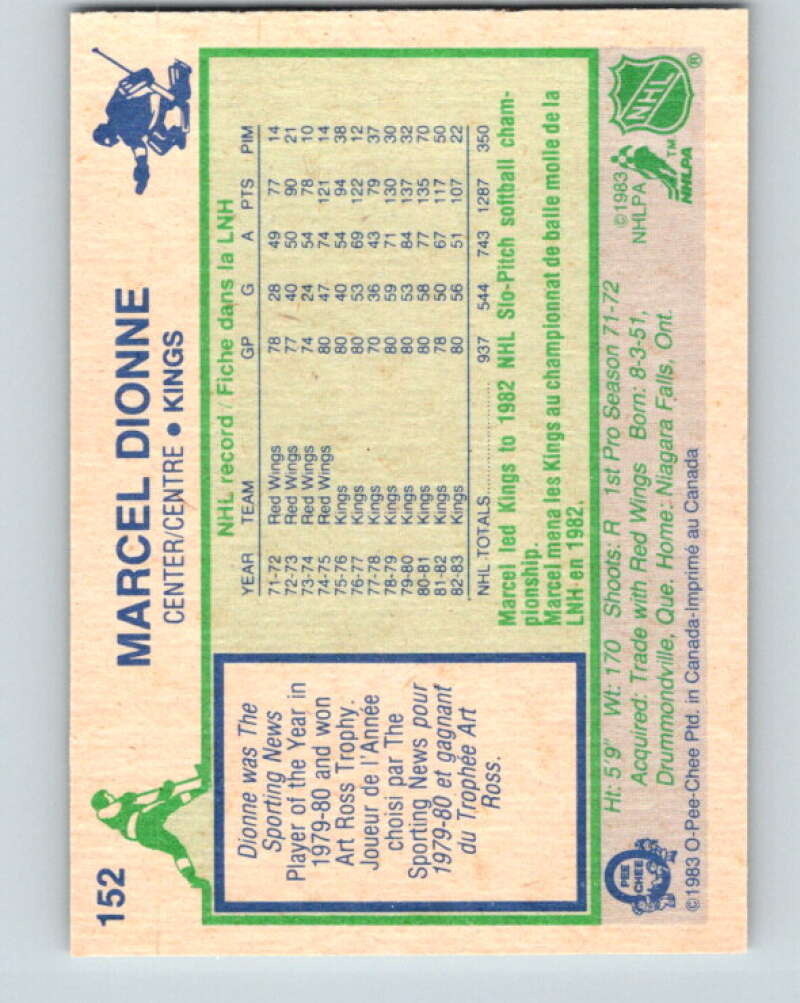 152
MARCEL DIONNE
CENTER/CENTRE • KINGS
Dionne was The
Sporting News
Player of the Year in
1979-80 and won
Art Ross Trophy.
Joueur de l'Année
choisi par The
Sporting News pour
1979-80 et gagnant
du Trophée Art
Ross.
NHL record / Fiche dans la LNH
YEAR TEAM GP G A PTS PIM
71-72 Red Wings 78 28 49 77 14
72-73 Red Wings 77 40 50 90 21
73-74 Red Wings 74 24 54 78 10
74-75 Red Wings 80 47 74 121 14
75-76 Kings 80 40 54 94 38
76-77 Kings 80 53 69 122 12
77-78 Kings 70 36 43 79 37
78-79 Kings 80 59 71 130 30
79-80 Kings 80 53 84 137 32
80-81 Kings 80 58 77 135 70
81-82 Kings 78 50 67 117 50
82-83 Kings 80 56 51 107 22
NHL TOTALS.............. 937 544 743 1287 350
Marcel led Kings to 1982 NHL Slo-Pitch softball cham-
pionship.
Marcel mena les Kings au championnat de balle molle de la
LNH en 1982.
Ht: 5'9" Wt: 170 Shoots: R 1st Pro Season 71-72
Acquired: Trade with Red Wings Born: 8-3-51,
Drummondville, Que. Home: Niagara Falls, Ont.
©1983 O-Pee-Chee Ptd. in Canada-Imprimé au Canada
O PEE CHEE
©1983
NHLPA
TM
NHLPA
NHL
®